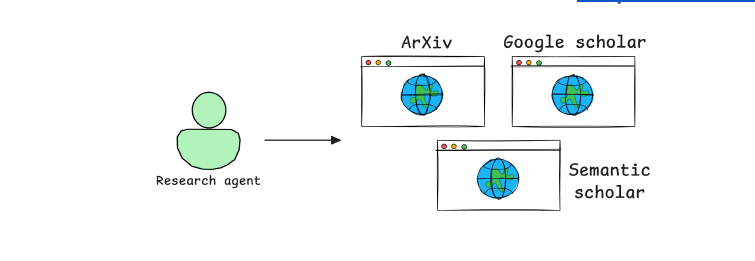 ArXiv
Google scholar
Research agent
Semantic
scholar